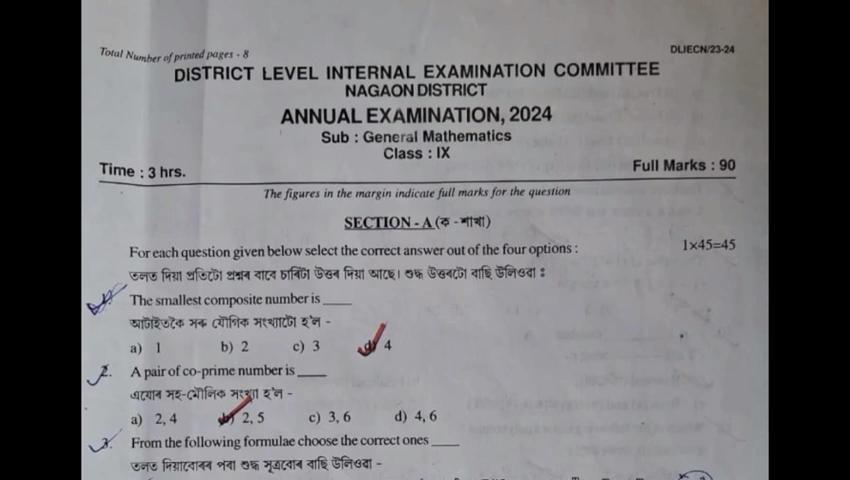 Total Number of printed pages - 8
DLIECN/23-24
DISTRICT LEVEL INTERNAL EXAMINATION COMMITTEE
NAGAON DISTRICT
ANNUAL EXAMINATION, 2024
Sub : General Mathematics
Class : IX
Time : 3 hrs.
Full Marks : 90
The figures in the margin indicate full marks for the question
SECTION - A (ক - শাখা)
For each question given below select the correct answer out of the four options : 1×45=45
তলত দিয়া প্ৰতিটো প্ৰশ্নৰ বাবে চাৰিটা উত্তৰ দিয়া আছে। শুদ্ধ উত্তৰটো বাছি উলিওৱা ঃ
The smallest composite number is ____
আটাইতকৈ সৰু যৌগিক সংখ্যাটো হ'ল -
a) 1 b) 2 c) 3 d) 4
2. A pair of co-prime number is ____
এযোৰ সহ-মৌলিক সংখ্যা হ'ল -
a) 2, 4 b) 2, 5 c) 3, 6 d) 4, 6
3. From the following formulae choose the correct ones ____
তলত দিয়াবোৰৰ পৰা শুদ্ধ সূত্ৰবোৰ বাছি উলিওৱা -